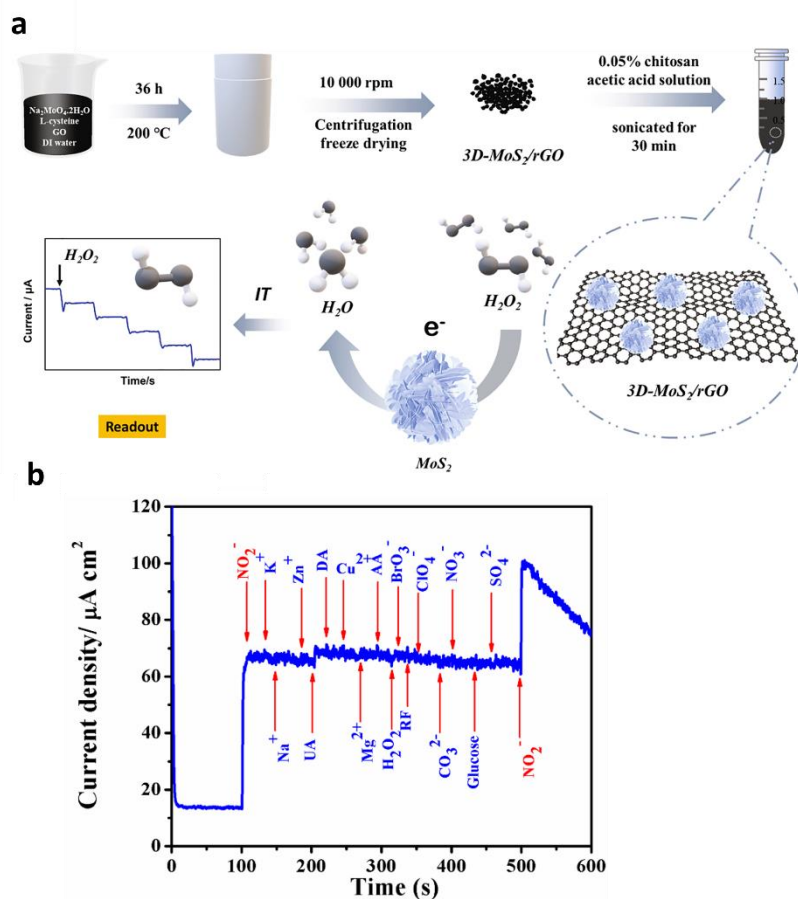 a
Na₂MoO₄.2H₂O
L-cysteine
GO
DI water
36 h
200 °C
10 000 rpm
Centrifugation
freeze drying
3D-MoS₂/rGO
0.05% chitosan
acetic acid solution
sonicated for
30 min
1.5
1.0
0.5
H₂O₂
Current / μA
Time/s
Readout
IT
H₂O
e⁻
H₂O₂
MoS₂
3D-MoS₂/rGO
b
Current density/ μA cm²
120
100
80
60
40
20
0
NO₂⁻
K⁺
Zn⁺
DA
Cu²⁺
AA
BrO₃⁻
ClO₄⁻
NO₃⁻
SO₄²⁻
Na⁺
UA
Mg²⁺
H₂O₂
RF
CO₃²⁻
Glucose
NO₂⁻
0 100 200 300 400 500 600
Time (s)